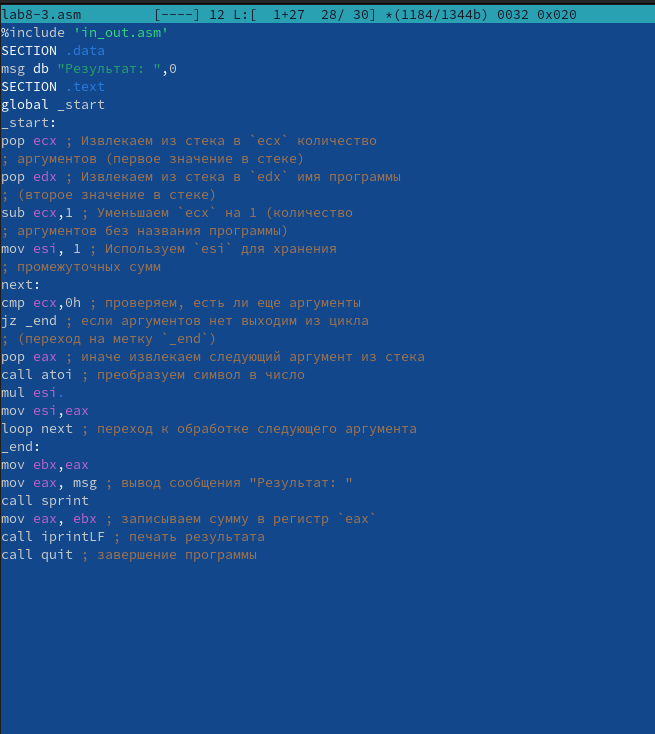 lab8-3.asm [----] 12 L:[ 1+27 28/ 30] *(1184/1344b) 0032 0x020
%include 'in_out.asm'
SECTION .data
msg db "Результат: ",0
SECTION .text
global _start
_start:
pop ecx ; Извлекаем из стека в `ecx` количество
; аргументов (первое значение в стеке)
pop edx ; Извлекаем из стека в `edx` имя программы
; (второе значение в стеке)
sub ecx,1 ; Уменьшаем `ecx` на 1 (количество
; аргументов без названия программы)
mov esi, 1 ; Используем `esi` для хранения
; промежуточных сумм
next:
cmp ecx,0h ; проверяем, есть ли еще аргументы
jz _end ; если аргументов нет выходим из цикла
; (переход на метку `_end`)
pop eax ; иначе извлекаем следующий аргумент из стека
call atoi ; преобразуем символ в число
mul esi.
mov esi,eax
loop next ; переход к обработке следующего аргумента
_end:
mov ebx,eax
mov eax, msg ; вывод сообщения "Результат: "
call sprint
mov eax, ebx ; записываем сумму в регистр `eax`
call iprintLF ; печать результата
call quit ; завершение программы